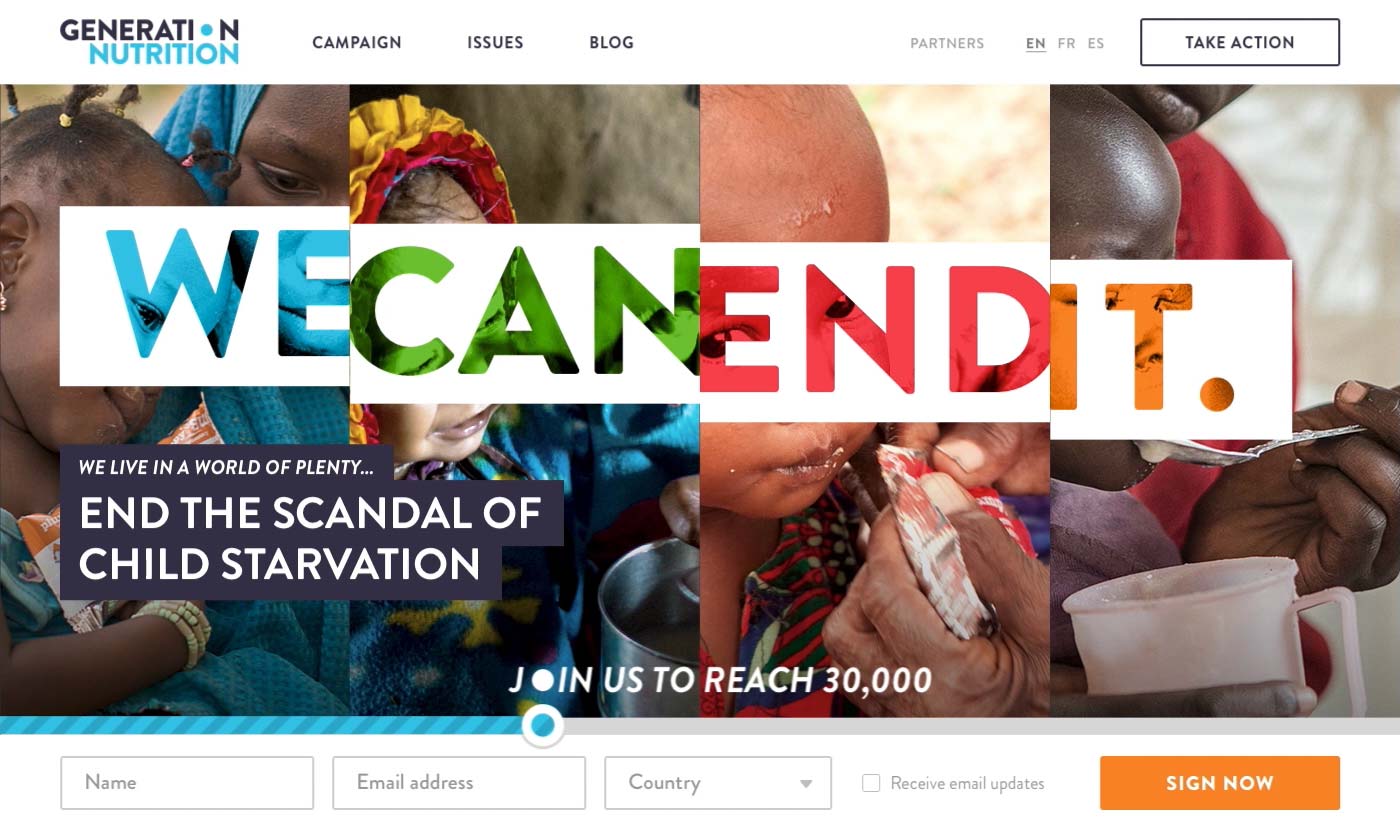 GENERATI●N
NUTRITION
CAMPAIGN
ISSUES
BLOG
PARTNERS
EN FR ES
TAKE ACTION
WE CAN END IT.
WE LIVE IN A WORLD OF PLENTY...
END THE SCANDAL OF
CHILD STARVATION
J●IN US TO REACH 30,000
Name
Email address
Country
Receive email updates
SIGN NOW